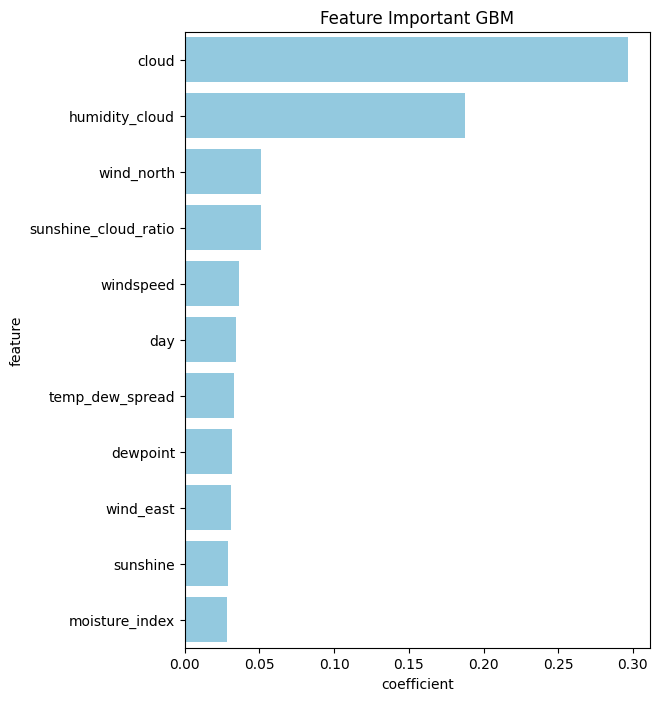 Feature Important GBM
feature
cloud
humidity_cloud
wind_north
sunshine_cloud_ratio
windspeed
day
temp_dew_spread
dewpoint
wind_east
sunshine
moisture_index
0.00 0.05 0.10 0.15 0.20 0.25 0.30
coefficient